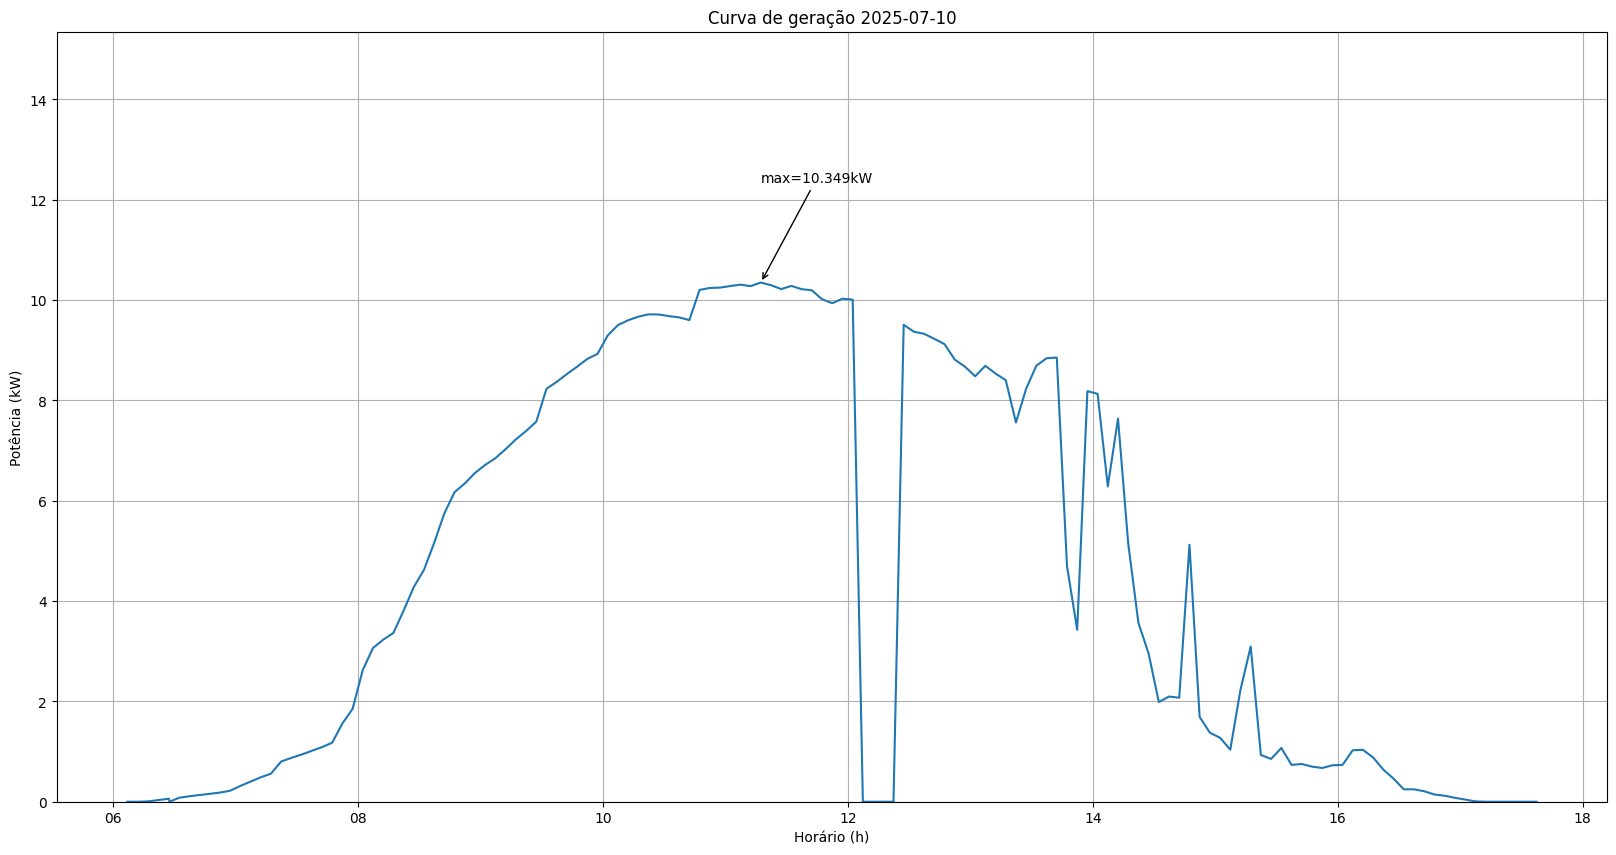 Curva de geração 2025-07-10
14
12
10
8
6
4
2
0
max=10.349kW
Potência (kW)
06 08 10 12 14 16 18
Horário (h)